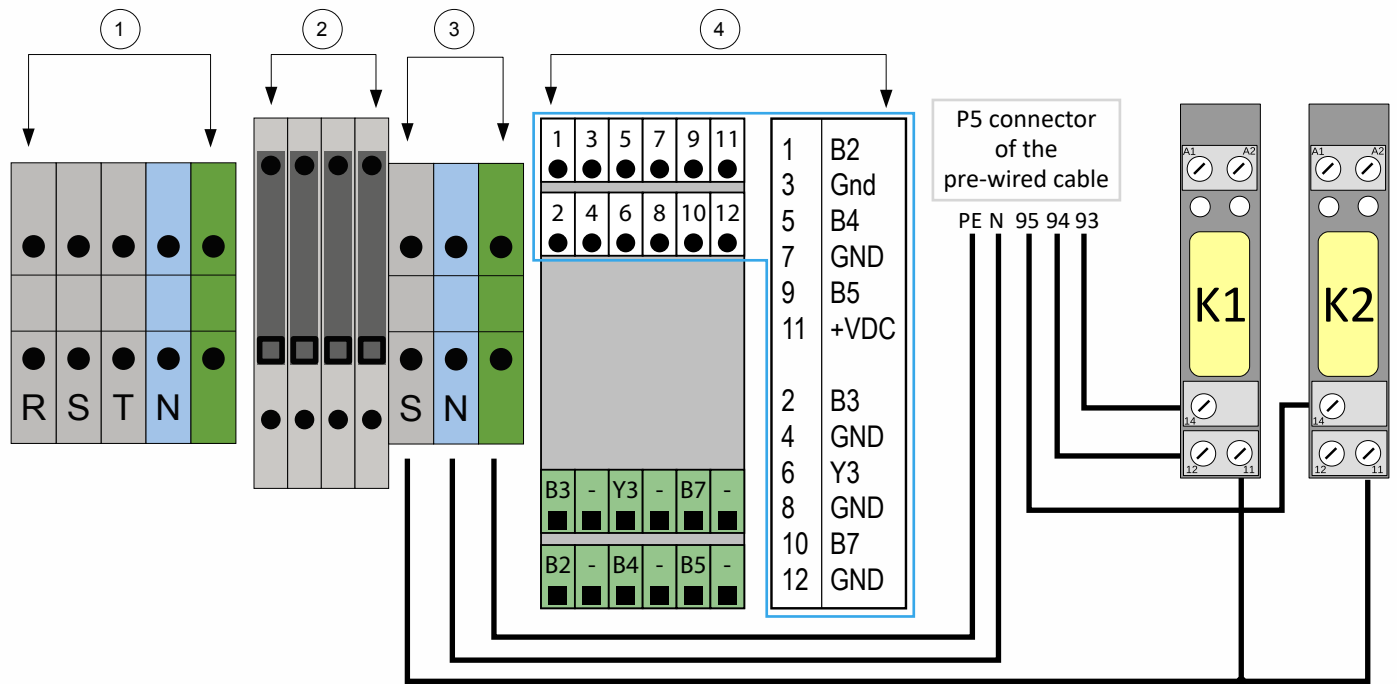 1
2
3
4
R S T N
S N
1 3 5 7 9 11
2 4 6 8 10 12
B3 - Y3 - B7 -
B2 - B4 - B5 -
1 B2
3 Gnd
5 B4
7 GND
9 B5
11 +VDC
2 B3
4 GND
6 Y3
8 GND
10 B7
12 GND
P5 connector
of the
pre-wired cable
PE N 95 94 93
A1 A2
K1
14
12 11
A1 A2
K2
14
12 11